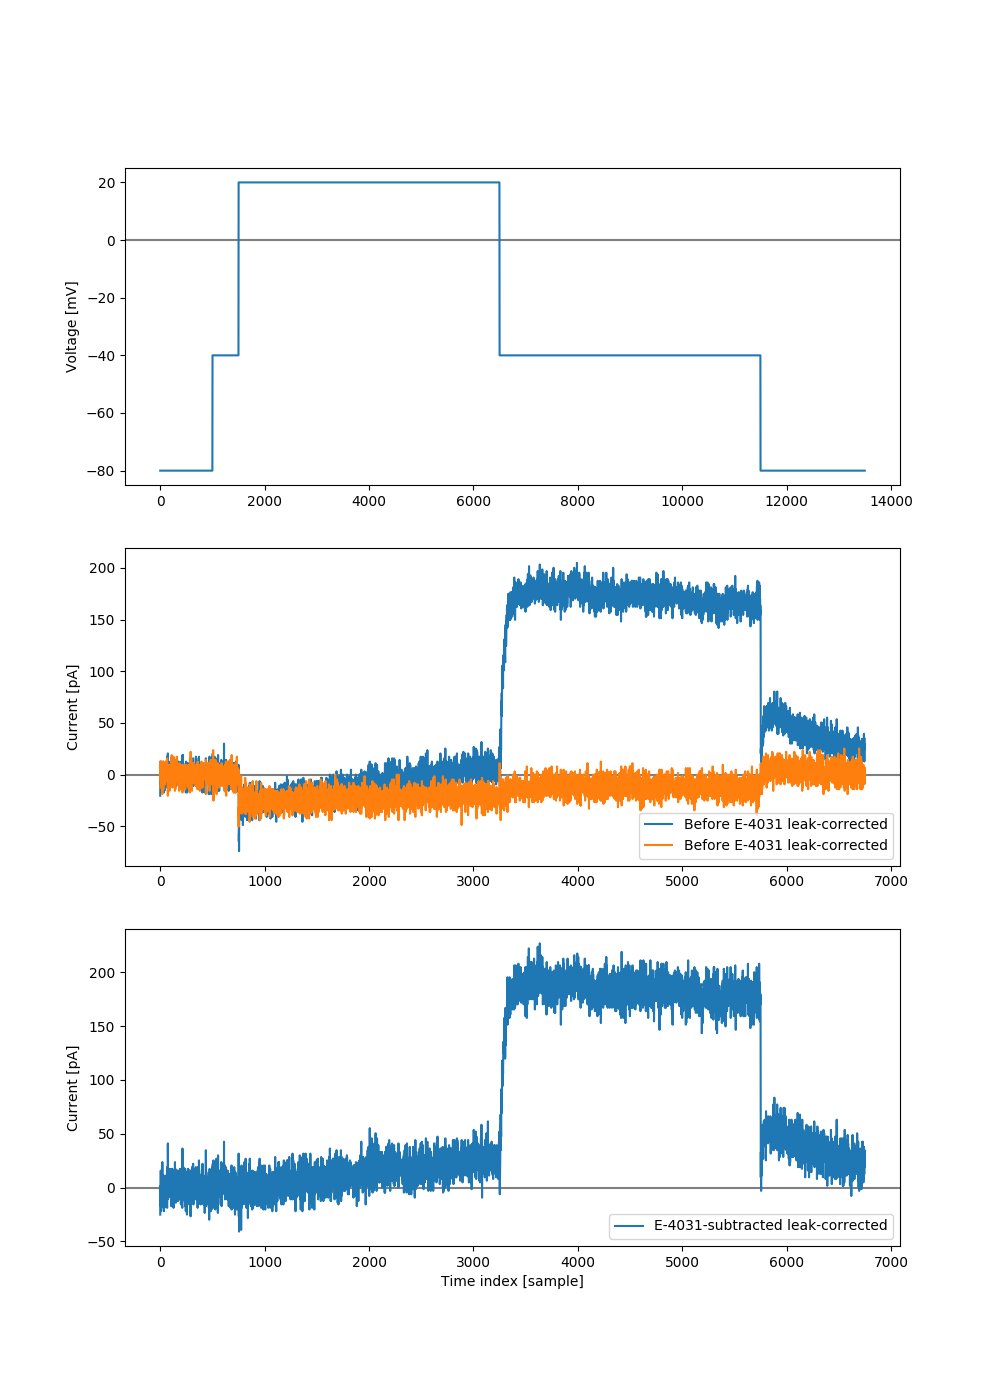 Voltage [mV]
20
0
−20
−40
−60
−80
0 2000 4000 6000 8000 10000 12000 14000
Current [pA]
200
150
100
50
0
−50
Before E-4031 leak-corrected
Before E-4031 leak-corrected
0 1000 2000 3000 4000 5000 6000 7000
Current [pA]
200
150
100
50
0
−50
E-4031-subtracted leak-corrected
0 1000 2000 3000 4000 5000 6000 7000
Time index [sample]